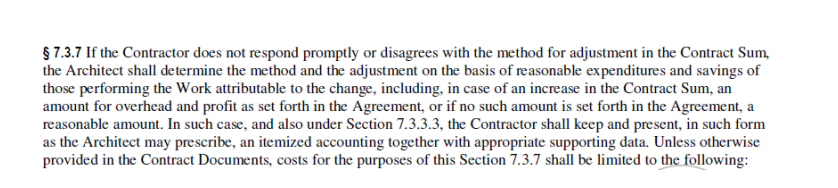 § 7.3.7 If the Contractor does not respond promptly or disagrees with the method for adjustment in the Contract Sum,
the Architect shall determine the method and the adjustment on the basis of reasonable expenditures and savings of
those performing the Work attributable to the change, including, in case of an increase in the Contract Sum, an
amount for overhead and profit as set forth in the Agreement, or if no such amount is set forth in the Agreement, a
reasonable amount. In such case, and also under Section 7.3.3.3, the Contractor shall keep and present, in such form
as the Architect may prescribe, an itemized accounting together with appropriate supporting data. Unless otherwise
provided in the Contract Documents, costs for the purposes of this Section 7.3.7 shall be limited to the following: